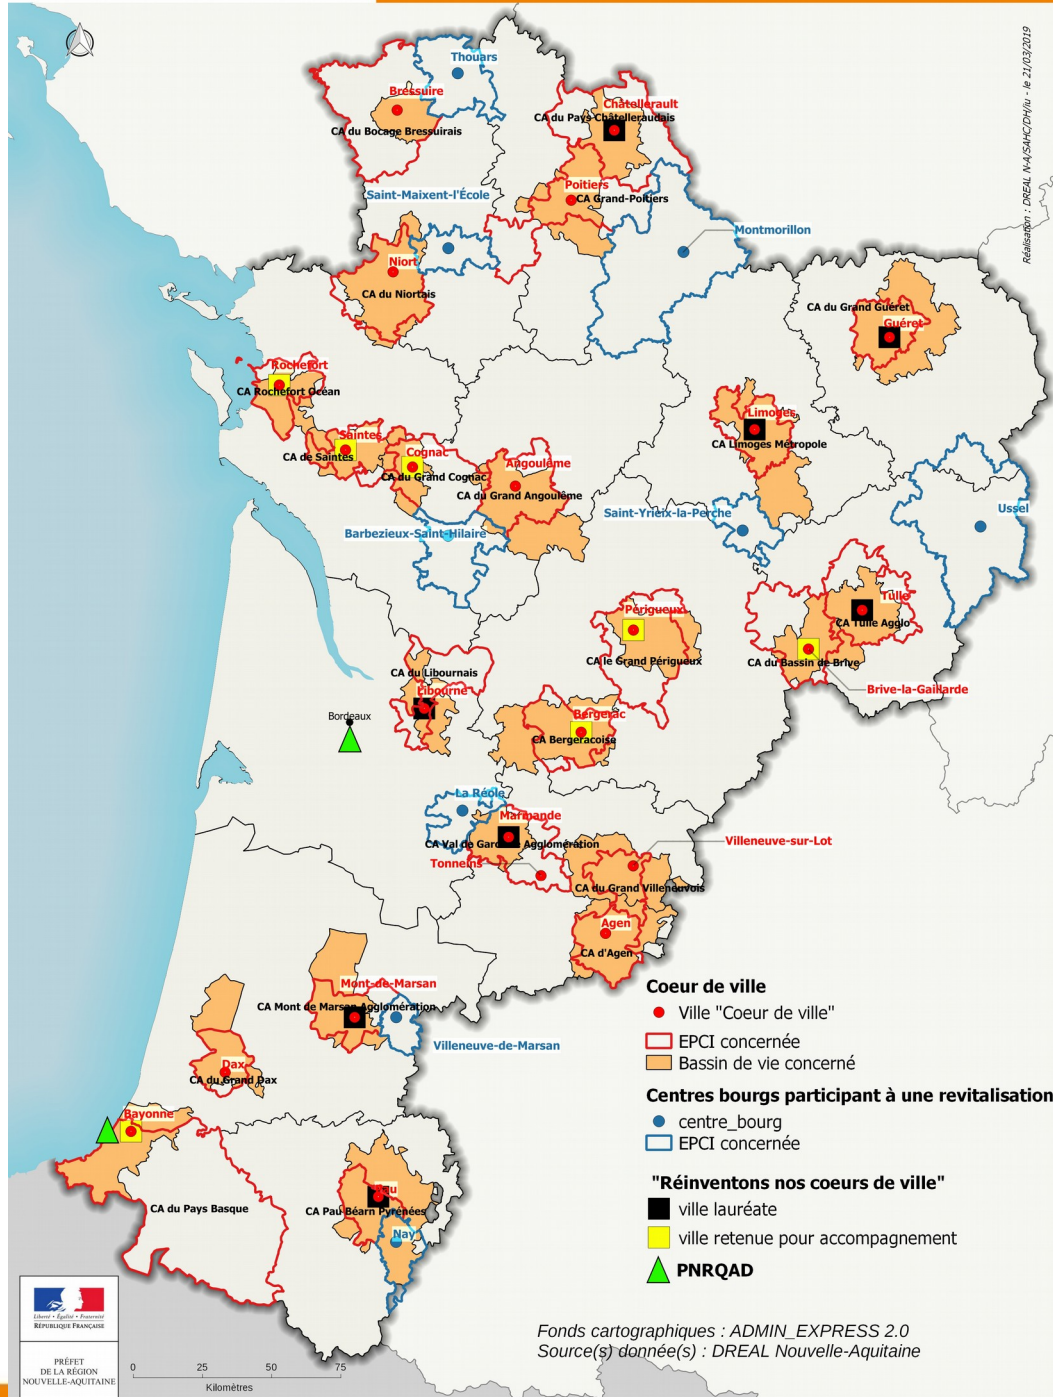 Réalisation : DREAL N-A/SAHC/DH/iu - le 21/03/2019
Thouars
Bressuire
CA du Bocage Bressuirais
Chatellerault
CA du Pays Châtelleraudais
Saint-Maixent-l'École
Poitiers
CA Grand-Poitiers
Montmorillon
Niort
CA du Niortais
CA du Grand Guéret
Guéret
Rochefort
CA Rochefort Océan
Saintes
CA de Saintes
Cognac
CA du Grand Cognac
Angoulême
CA du Grand Angoulême
Limoges
CA Limoges Métropole
Barbezieux-Saint-Hilaire
Saint-Yrieix-la-Perche
Ussel
Tulle
CA Tulle Agglo
Périgueux
CA le Grand Périgueux
CA du Bassin de Brive
Brive-la-Gaillarde
CA du Libournais
Libourne
Bordeaux
Bergerac
CA Bergeracoise
La Réole
Marmande
CA Val de Garonne Agglomération
Tonneins
Villeneuve-sur-Lot
CA du Grand Villeneuvois
Agen
CA d'Agen
Mont-de-Marsan
CA Mont de Marsan Agglomération
Villeneuve-de-Marsan
Dax
CA du Grand Dax
Bayonne
CA du Pays Basque
Pau
CA Pau Béarn Pyrénées
Nay
Coeur de ville
Ville "Coeur de ville"
EPCI concernée
Bassin de vie concerné
Centres bourgs participant à une revitalisation
centre_bourg
EPCI concernée
"Réinventons nos coeurs de ville"
ville lauréate
ville retenue pour accompagnement
PNRQAD
Fonds cartographiques : ADMIN_EXPRESS 2.0
Source(s) donnée(s) : DREAL Nouvelle-Aquitaine
Liberté • Égalité • Fraternité
RÉPUBLIQUE FRANÇAISE
PRÉFET
DE LA RÉGION
NOUVELLE-AQUITAINE
0 25 50 75
Kilomètres